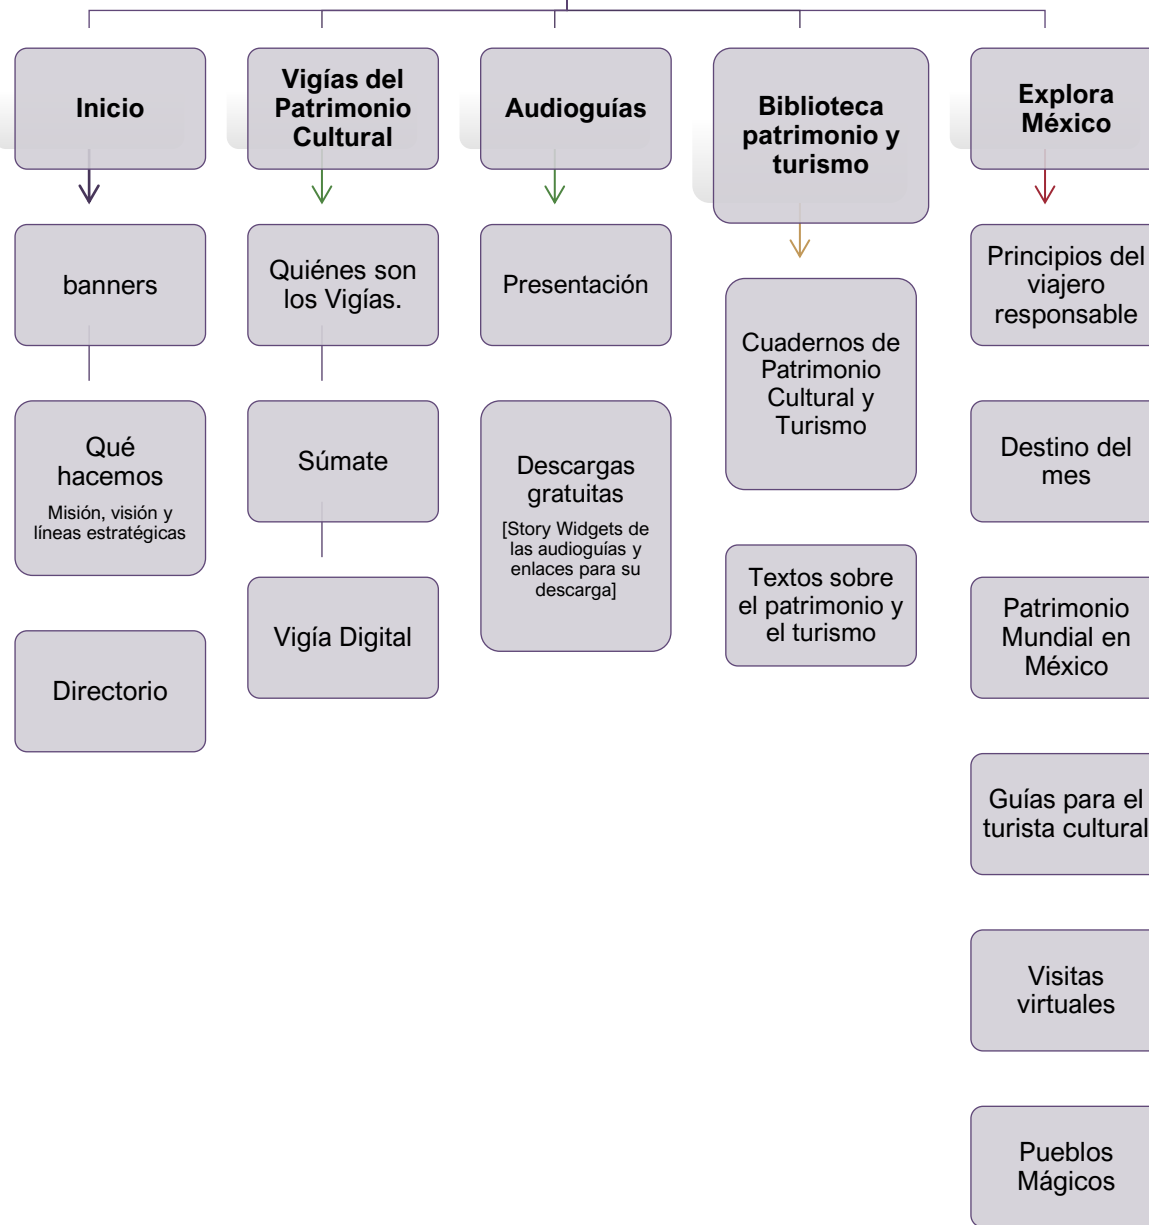 Inicio
banners
Qué
hacemos
Misión, visión y
líneas estratégicas
Directorio
Vigías del
Patrimonio
Cultural
Quiénes son
los Vigías.
Súmate
Vigía Digital
Audioguías
Presentación
Descargas
gratuitas
[Story Widgets de
las audioguías y
enlaces para su
descarga]
Biblioteca
patrimonio y
turismo
Cuadernos de
Patrimonio
Cultural y
Turismo
Textos sobre
el patrimonio y
el turismo
Explora
México
Principios del
viajero
responsable
Destino del
mes
Patrimonio
Mundial en
México
Guías para el
turista cultural
Visitas
virtuales
Pueblos
Mágicos